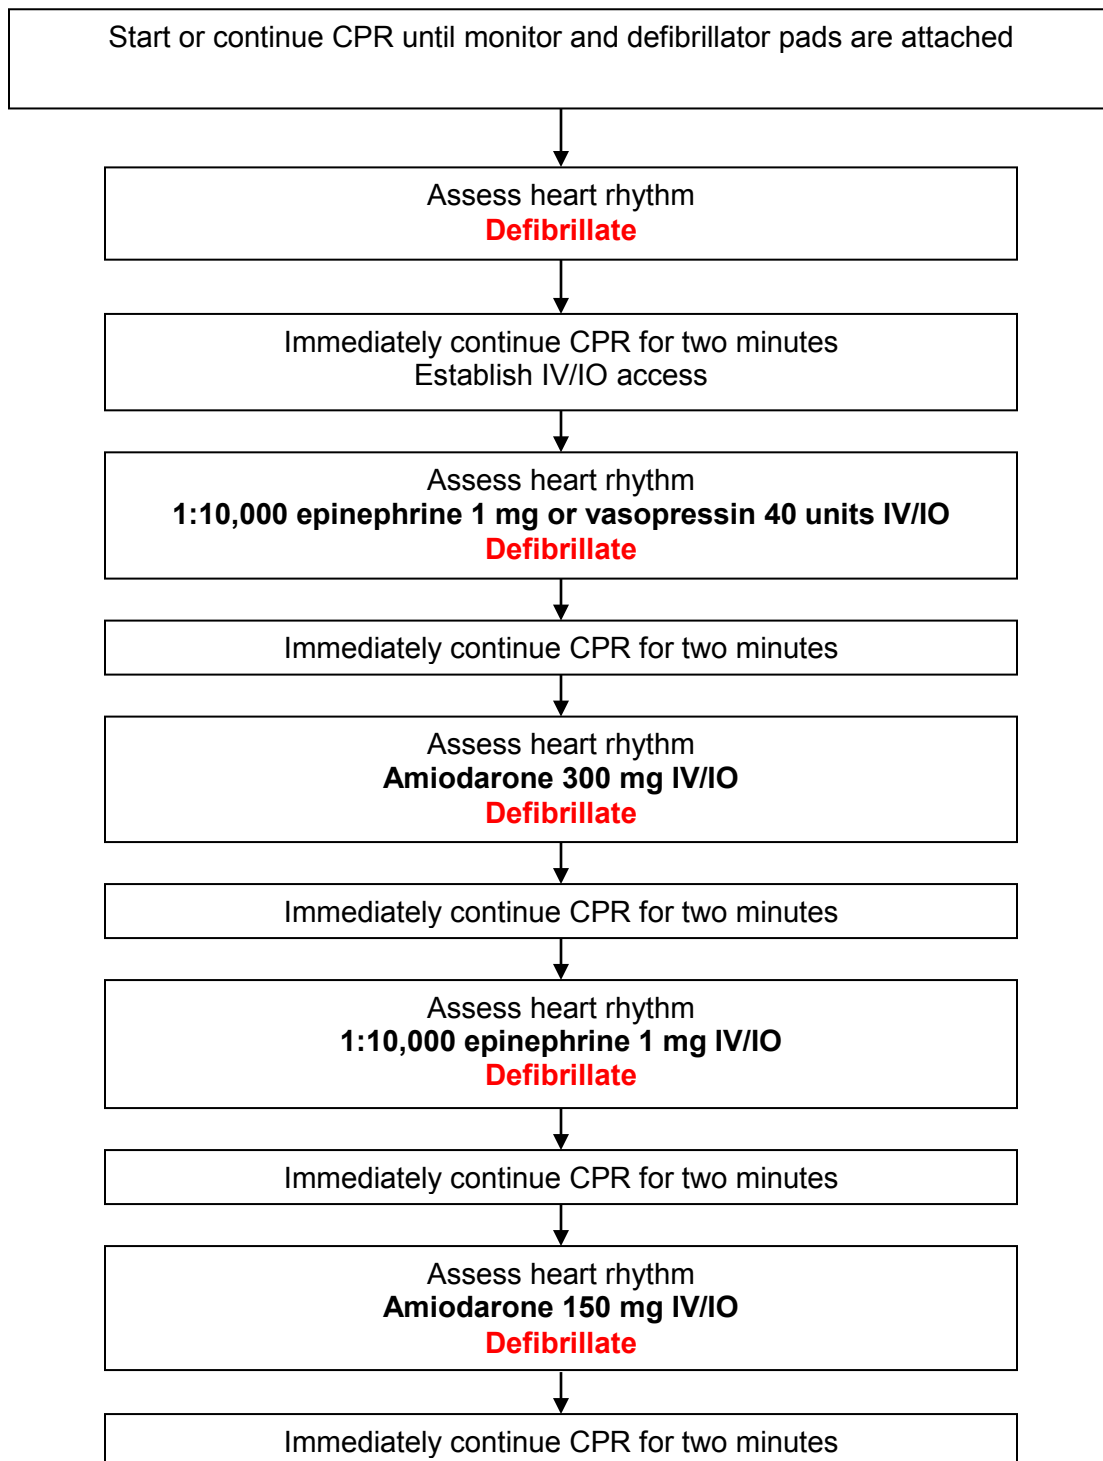 Start or continue CPR until monitor and defibrillator pads are attached
Assess heart rhythm
Defibrillate
Immediately continue CPR for two minutes
Establish IV/IO access
Assess heart rhythm
1:10,000 epinephrine 1 mg or vasopressin 40 units IV/IO
Defibrillate
Immediately continue CPR for two minutes
Assess heart rhythm
Amiodarone 300 mg IV/IO
Defibrillate
Immediately continue CPR for two minutes
Assess heart rhythm
1:10,000 epinephrine 1 mg IV/IO
Defibrillate
Immediately continue CPR for two minutes
Assess heart rhythm
Amiodarone 150 mg IV/IO
Defibrillate
Immediately continue CPR for two minutes